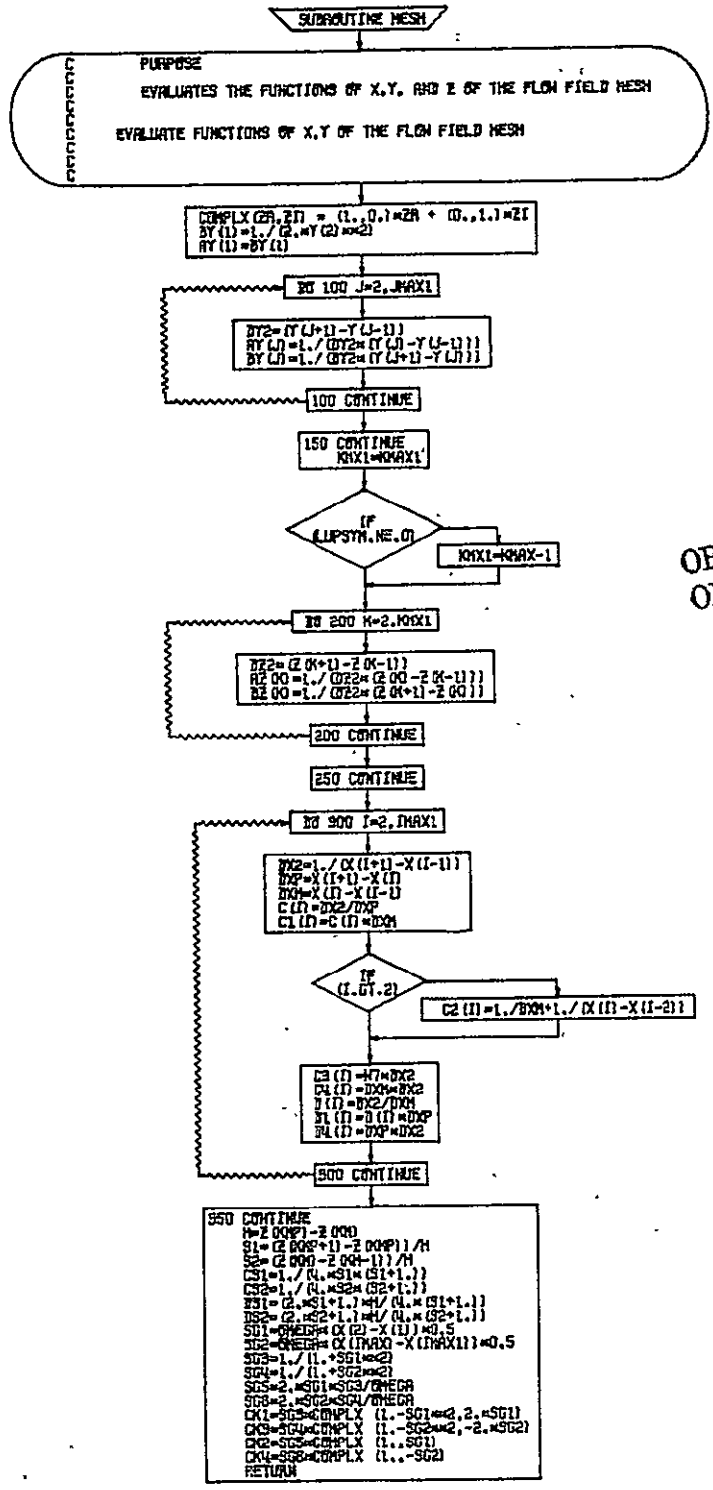 SUBROUTINE MESH
C PURPOSE
C
C EVALUATES THE FUNCTIONS OF X,Y, AND Z OF THE FLOW FIELD MESH
C
C
C EVALUATE FUNCTIONS OF X,Y OF THE FLOW FIELD MESH
C
C
C
COMPLX(ZR,ZI) = (1.,0.)*ZR + (0.,1.)*ZI
BY(1)=1./(2.*Y(2)**2)
AY(1)=BY(1)
DO 100 J=2,JMAX1
DY2=(Y(J+1)-Y(J-1))
AY(J)=1./(DY2*(Y(J)-Y(J-1)))
BY(J)=1./(DY2*(Y(J+1)-Y(J)))
100 CONTINUE
150 CONTINUE
KMX1=KMAX1
IF
(LUPSYM.NE.0)
KMX1=KMAX-1
DO 200 K=2,KMX1
DZ2=(Z(K+1)-Z(K-1))
AZ(K)=1./(DZ2*(Z(K)-Z(K-1)))
BZ(K)=1./(DZ2*(Z(K+1)-Z(K)))
200 CONTINUE
250 CONTINUE
DO 900 I=2,IMAX1
DX2=1./(X(I+1)-X(I-1))
DXP=X(I+1)-X(I)
DXM=X(I)-X(I-1)
C(I)=DX2/DXP
C1(I)=C(I)*DXM
IF
(I.GT.2)
C2(I)=1./DXM+1./(X(I)-X(I-2))
C3(I)=H7*DX2
C4(I)=DXM*DX2
D(I)=DX2/DXM
D1(I)=D(I)*DXP
D4(I)=DXP*DX2
900 CONTINUE
950 CONTINUE
H=Z(KMP)-Z(KM)
S1=(Z(KMP+1)-Z(KMP))/H
S2=(Z(KM)-Z(KM-1))/H
CS1=1./(4.*S1*(S1+1.))
CS2=1./(4.*S2*(S2+1.))
DS1=(2.*S1+1.)*H/(4.*(S1+1.))
DS2=(2.*S2+1.)*H/(4.*(S2+1.))
SG1=OMEGA*(X(2)-X(1))*0.5
SG2=OMEGA*(X(IMAX)-X(IMAX1))*0.5
SG3=1./(1.+SG1**2)
SG4=1./(1.+SG2**2)
SG5=2.*SG1*SG3/OMEGA
SG6=2.*SG2*SG4/OMEGA
CK1=SG3*COMPLX (1.-SG1**2,2.*SG1)
CK3=SG4*COMPLX (1.-SG2**2,-2.*SG2)
CK2=SG5*COMPLX (1.,SG1)
CK4=SG6*COMPLX (1.,-SG2)
RETURN